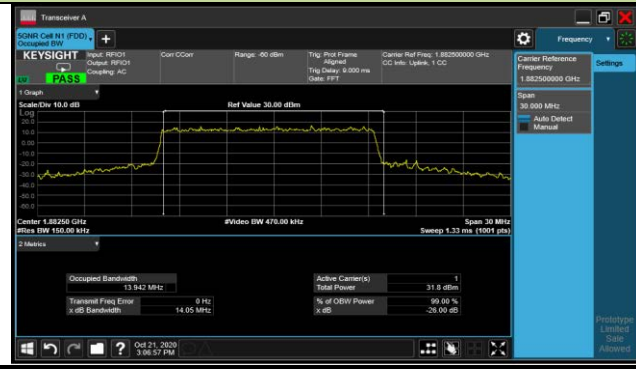 Transceiver A
5GNR Cell N1 (FDD)
Occupied BW
Frequency
KEYSIGHT
Input: RFIO1
Output: RFIO1
Coupling: AC
Corr CCorr
Range: -60 dBm
Trig: Prot Frame
Aligned
Trig Delay: 9.000 ms
Gate: FFT
Carrier Ref Freq: 1.882500000 GHz
CC Info: Uplink, 1 CC
PASS
Carrier Reference
Frequency
1.882500000 GHz
Settings
Span
30.000 MHz
Auto Detect
Manual
1 Graph
Scale/Div 10.0 dB
Ref Value 30.00 dBm
Log
20.0
10.0
0.00
-10.0
-20.0
-30.0
-40.0
-50.0
-60.0
Center 1.88250 GHz
#Video BW 470.00 kHz
Span 30 MHz
#Res BW 150.00 kHz
Sweep 1.33 ms (1001 pts)
2 Metrics
Occupied Bandwidth
13.942 MHz
Active Carrier(s) 1
Total Power 31.8 dBm
Transmit Freq Error 0 Hz
x dB Bandwidth 14.05 MHz
% of OBW Power 99.00 %
x dB -26.00 dB
Prototype
Limited
Sale
Allowed
Oct 21, 2020
3:06:57 PM